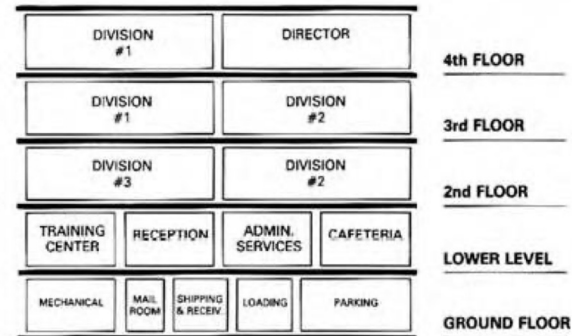 DIVISION
#1
DIRECTOR
4th FLOOR
DIVISION
#1
DIVISION
#2
3rd FLOOR
DIVISION
#3
DIVISION
#2
2nd FLOOR
TRAINING
CENTER
RECEPTION
ADMIN.
SERVICES
CAFETERIA
LOWER LEVEL
MECHANICAL
MAIL
ROOM
SHIPPING
& RECEIV.
LOADING
PARKING
GROUND FLOOR